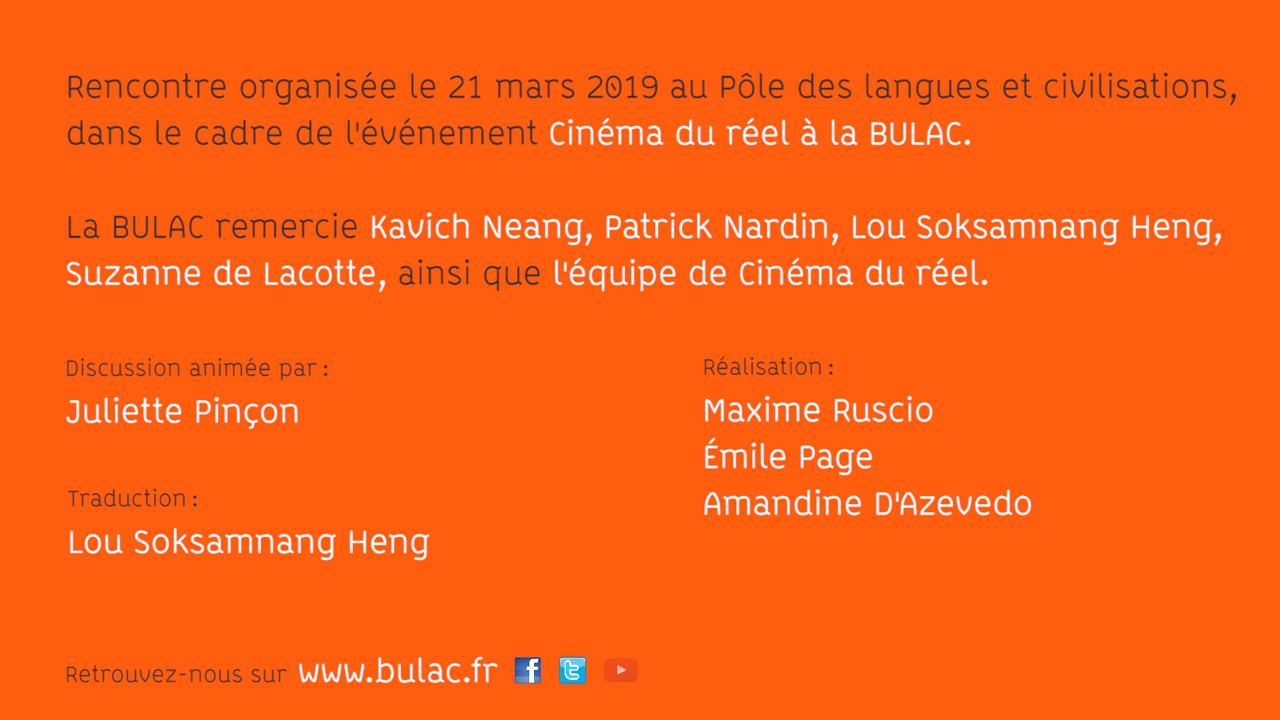 Rencontre organisée le 21 mars 2019 au Pôle des langues et civilisations,
dans le cadre de l'événement Cinéma du réel à la BULAC.
La BULAC remercie Kavich Neang, Patrick Nardin, Lou Soksamnang Heng,
Suzanne de Lacotte, ainsi que l'équipe de Cinéma du réel.
Discussion animée par :
Juliette Pinçon
Traduction :
Lou Soksamnang Heng
Réalisation :
Maxime Ruscio
Émile Page
Amandine D'Azevedo
Retrouvez-nous sur www.bulac.fr